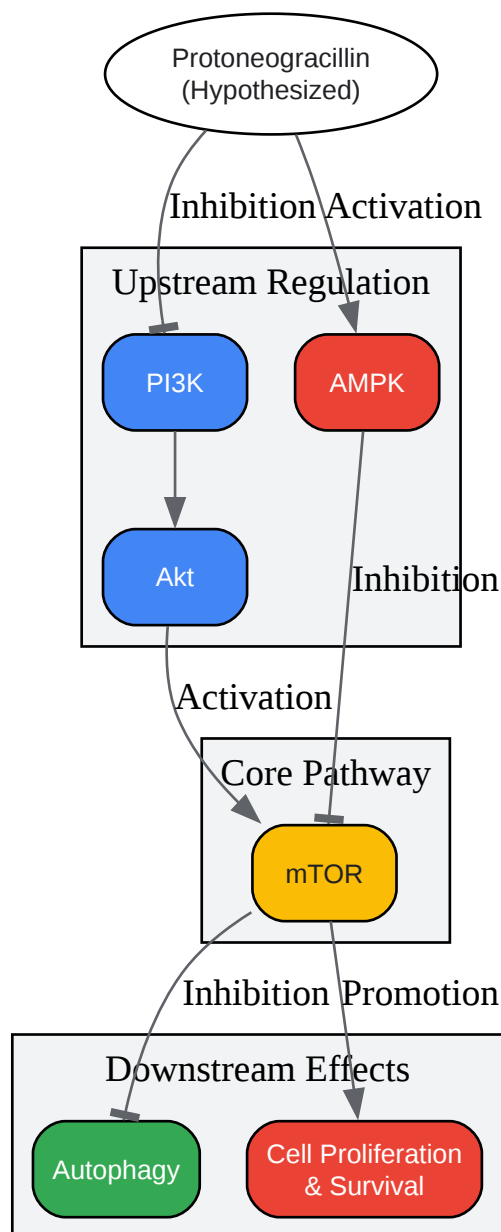 Protoneogracillin
(Hypothesized)
Inhibition
Activation
Upstream Regulation
PI3K
AMPK
Akt
Inhibition
Activation
Core Pathway
mTOR
Inhibition
Promotion
Downstream Effects
Autophagy
Cell Proliferation
& Survival